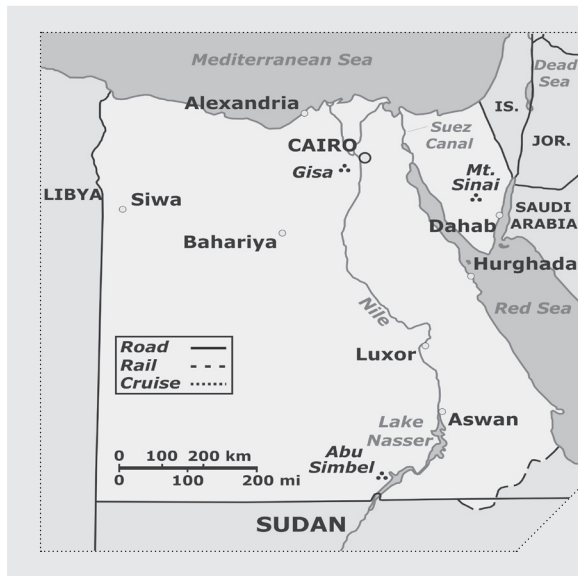 Mediterranean Sea
Dead
Sea
Alexandria
IS.
Suez
Canal
JOR.
CAIRO
Gisa
Mt.
Sinai
LIBYA
Siwa
SAUDI
ARABIA
Dahab
Bahariya
Hurghada
Red Sea
Nile
Road
Rail
Cruise
Luxor
Aswan
Lake
Nasser
Abu
Simbel
0 100 200 km
0 100 200 mi
SUDAN